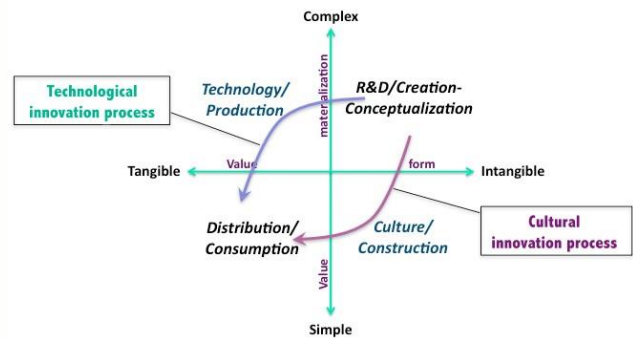 Complex
Technological
innovation process
Technology/
Production
materialization
R&D/Creation-
Conceptualization
Tangible
Value
form
Intangible
Distribution/
Consumption
Culture/
Construction
Cultural
innovation process
Value
Simple